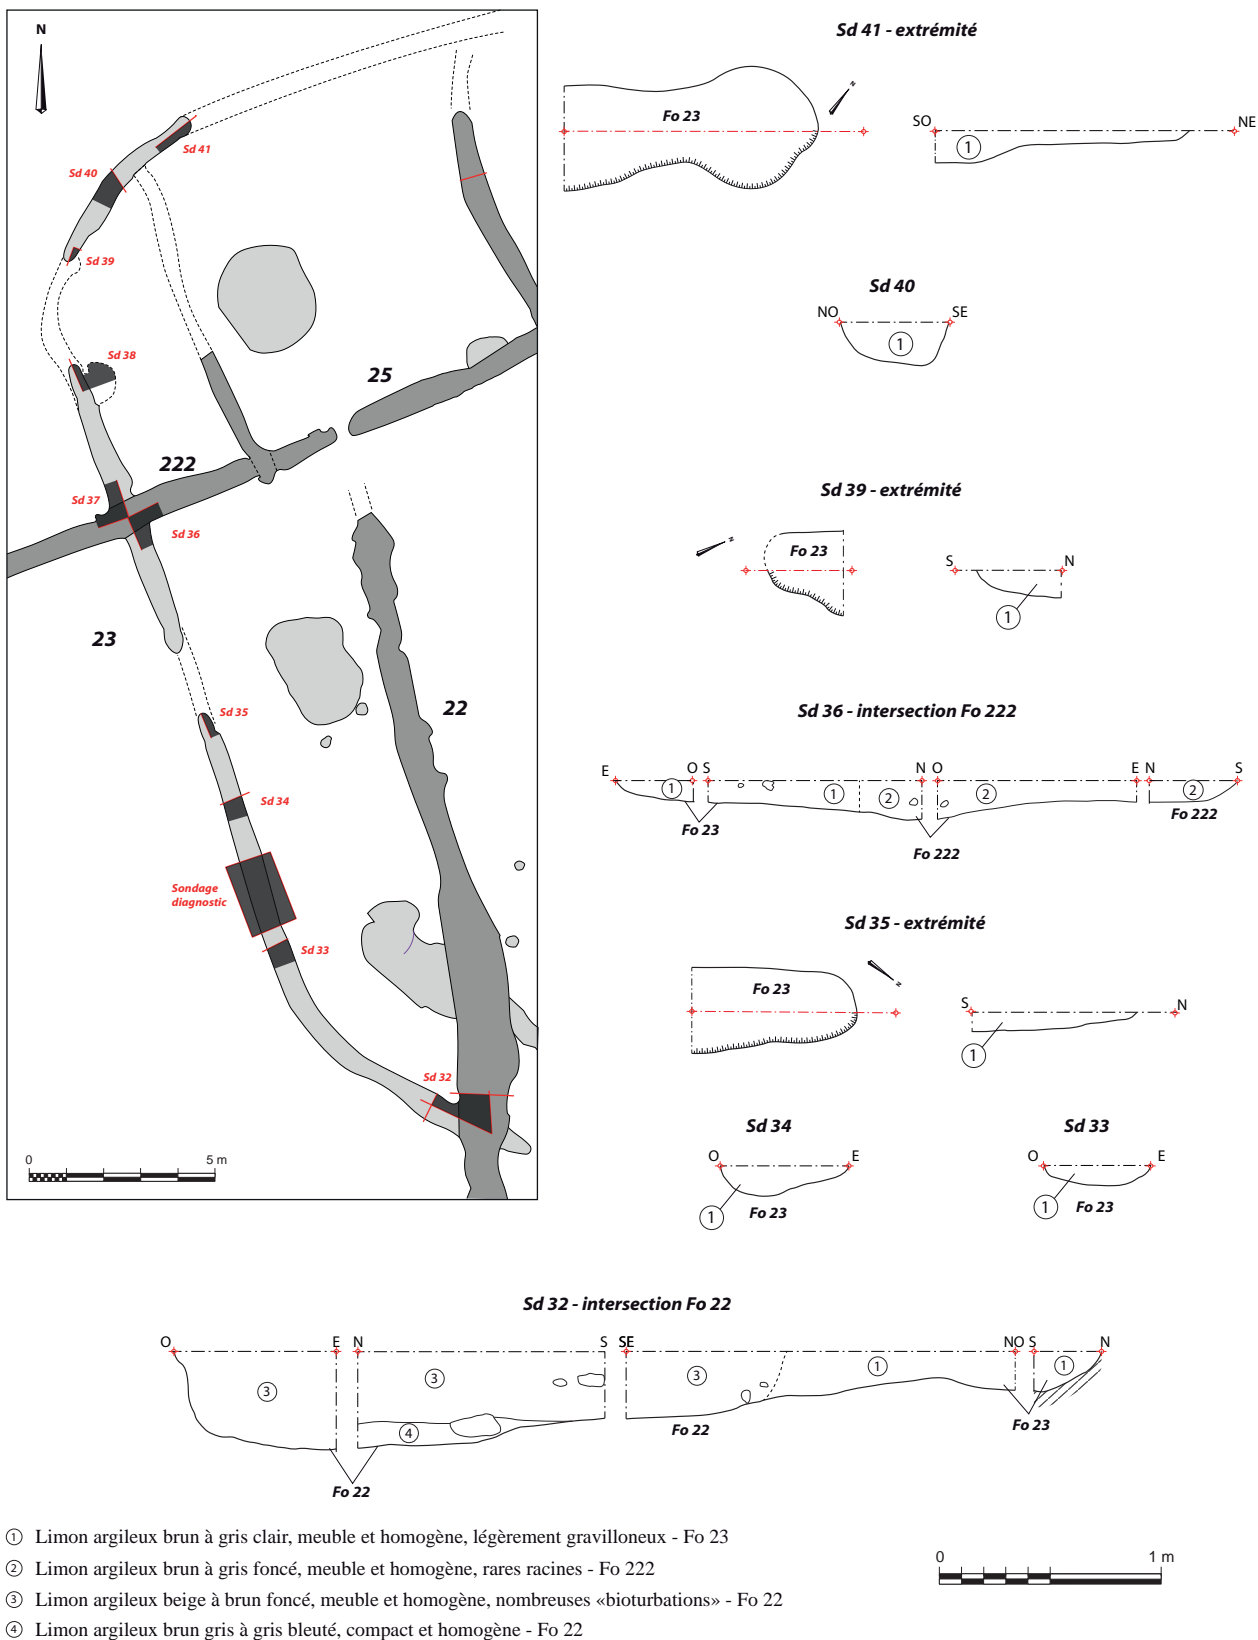 N
Sd 41
Sd 40
Sd 39
Sd 38
25
222
Sd 37
Sd 36
23
22
Sd 35
Sd 34
Sondage
diagnostic
Sd 33
Sd 32
0 5 m
Sd 41 - extrémité
Fo 23
N
SO NE
1
Sd 40
NO SE
1
Sd 39 - extrémité
N
Fo 23
S N
1
Sd 36 - intersection Fo 222
E O S N O E N S
1 1 2 2 2
Fo 23 Fo 222 Fo 222
Sd 35 - extrémité
Fo 23
N
S N
1
Sd 34 Sd 33
O E O E
1 Fo 23 1 Fo 23
Sd 32 - intersection Fo 22
O E N S SE NO S N
3 3 3 1 1
4
Fo 22 Fo 22 Fo 23
① Limon argileux brun à gris clair, meuble et homogène, légèrement gravilloneux - Fo 23
② Limon argileux brun à gris foncé, meuble et homogène, rares racines - Fo 222
③ Limon argileux beige à brun foncé, meuble et homogène, nombreuses «bioturbations» - Fo 22
④ Limon argileux brun gris à gris bleuté, compact et homogène - Fo 22
0 1 m